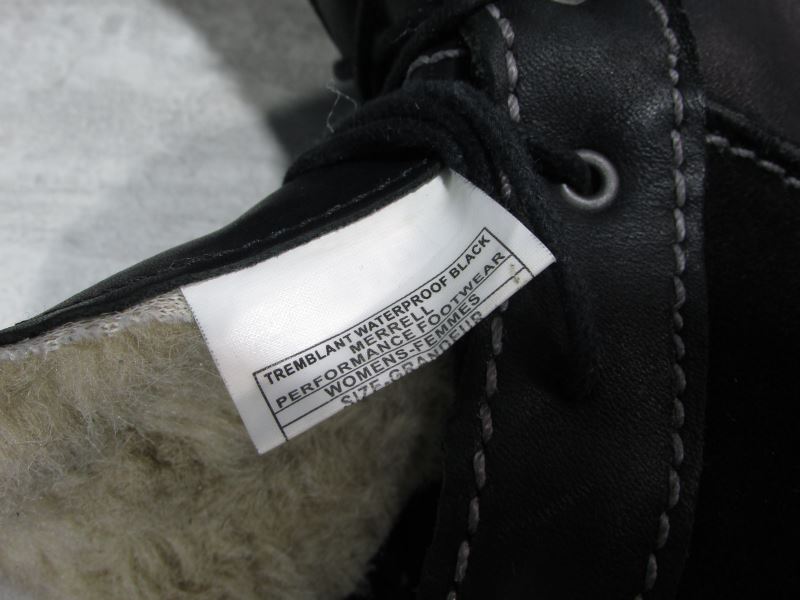 TREMBLANT WATERPROOF BLACK
MERRELL
PERFORMANCE FOOTWEAR
WOMENS-FEMMES
SIZE-GRANDEUR